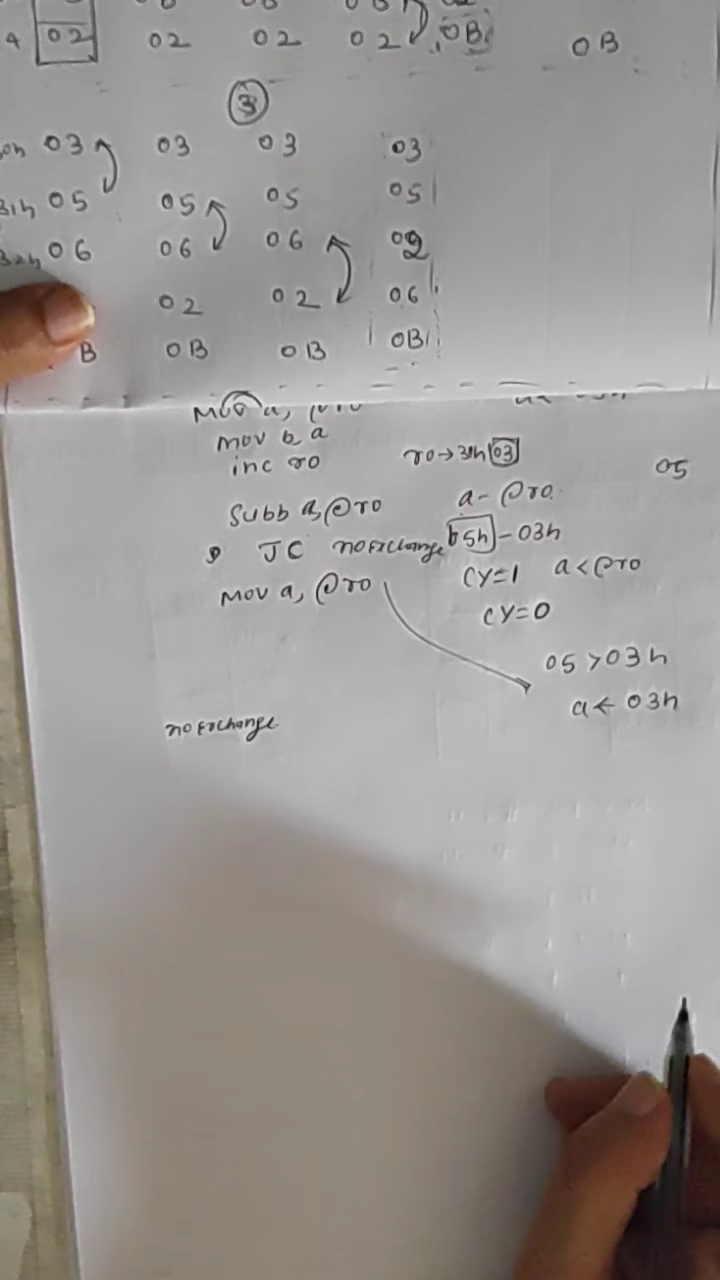 4 02 02 02 02 0B 0B
3
03 03 03 03
31h 05 05 05 05
32h 06 06 06 02
02 02 06
B 0B 0B 0B
mov a,
mov b, a
inc r0 r0→31h 03 05
subb a, @r0 a-@r0
JC noexchange 05h-03h
CY=1 a<@r0
mov a, @r0
CY=0
05 > 03h
a ← 03h
noexchange